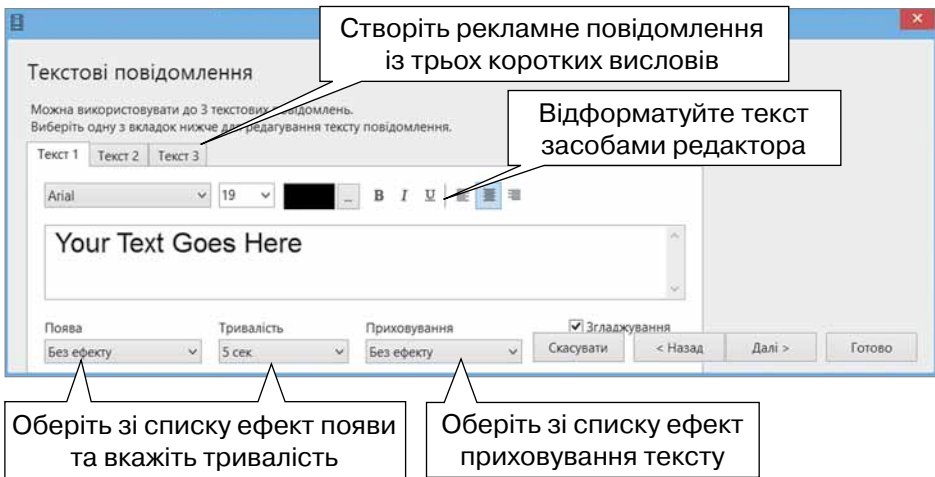 Створіть рекламне повідомлення
із трьох коротких висловів
Текстові повідомлення
Можна використовувати до 3 текстових повідомлень.
Виберіть одну з вкладок нижче для редагування тексту повідомлення.
Відформатуйте текст
засобами редактора
Текст 1 Текст 2 Текст 3
Arial 19 ... B I U
Your Text Goes Here
Поява Тривалість Приховування Згладжування
Без ефекту 5 сек Без ефекту Скасувати < Назад Далі > Готово
Оберіть зі списку ефект появи
та вкажіть тривалість
Оберіть зі списку ефект
приховування тексту